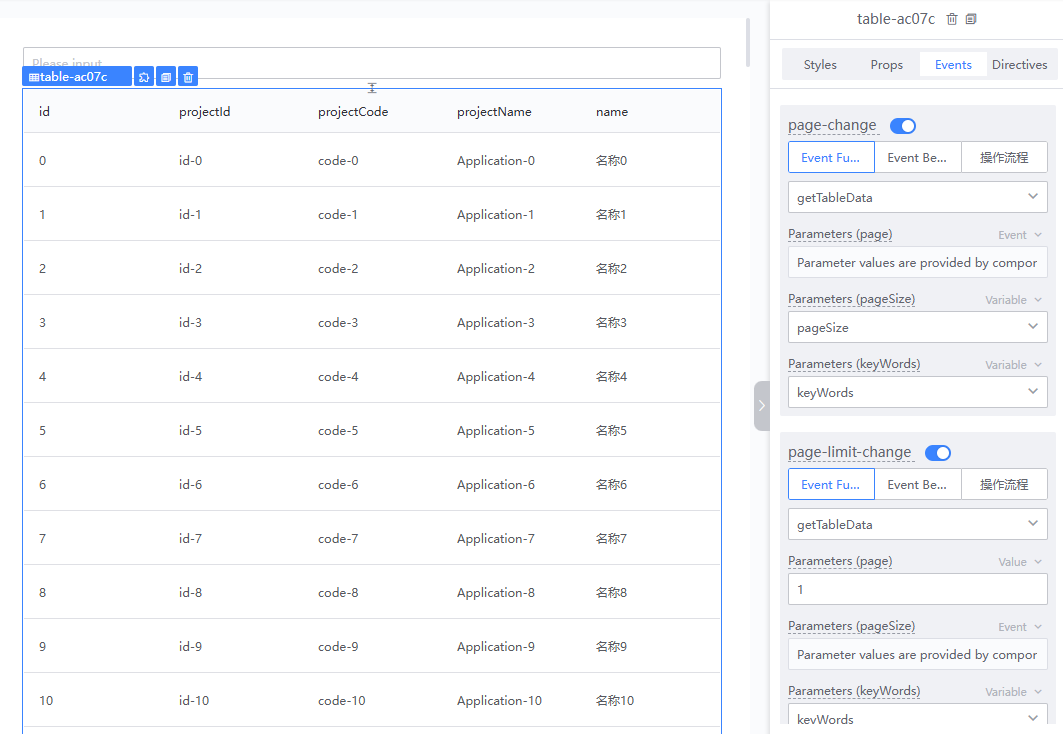 Please input
table-ac07c
id projectId projectCode projectName name
0 id-0 code-0 Application-0 名称0
1 id-1 code-1 Application-1 名称1
2 id-2 code-2 Application-2 名称2
3 id-3 code-3 Application-3 名称3
4 id-4 code-4 Application-4 名称4
5 id-5 code-5 Application-5 名称5
6 id-6 code-6 Application-6 名称6
7 id-7 code-7 Application-7 名称7
8 id-8 code-8 Application-8 名称8
9 id-9 code-9 Application-9 名称9
10 id-10 code-10 Application-10 名称10
table-ac07c
Styles Props Events Directives
page-change
Event Fu... Event Be... 操作流程
getTableData
Parameters (page) Event
Parameter values are provided by compor
Parameters (pageSize) Variable
pageSize
Parameters (keyWords) Variable
keyWords
page-limit-change
Event Fu... Event Be... 操作流程
getTableData
Parameters (page) Value
1
Parameters (pageSize) Event
Parameter values are provided by compor
Parameters (keyWords) Variable
keyWords